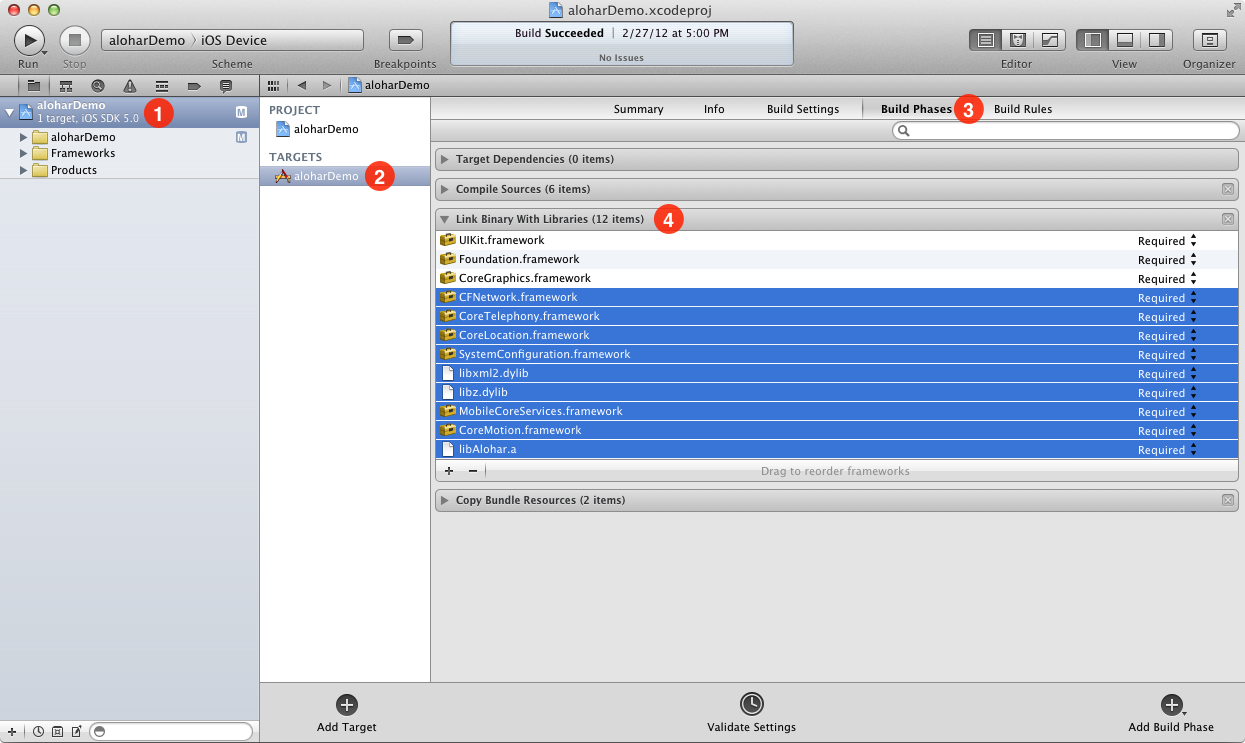 aloharDemo.xcodeproj
Build Succeeded | 2/27/12 at 5:00 PM
No Issues
aloharDemo 〉iOS Device
Run
Stop
Scheme
Breakpoints
Editor
View
Organizer
aloharDemo
aloharDemo
1 target, iOS SDK 5.0
1
M
aloharDemo
M
Frameworks
Products
PROJECT
aloharDemo
TARGETS
aloharDemo
2
Summary
Info
Build Settings
Build Phases
3
Build Rules
Target Dependencies (0 items)
Compile Sources (6 items)
Link Binary With Libraries (12 items)
4
UIKit.framework Required
Foundation.framework Required
CoreGraphics.framework Required
CFNetwork.framework Required
CoreTelephony.framework Required
CoreLocation.framework Required
SystemConfiguration.framework Required
libxml2.dylib Required
libz.dylib Required
MobileCoreServices.framework Required
CoreMotion.framework Required
libAlohar.a Required
Drag to reorder frameworks
Copy Bundle Resources (2 items)
Add Target
Validate Settings
Add Build Phase